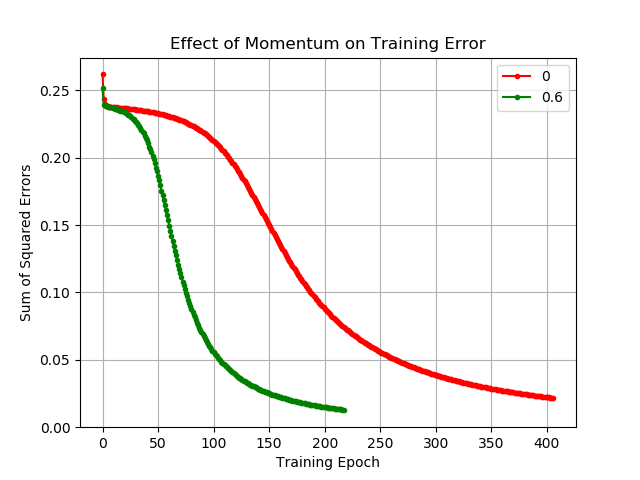 Effect of Momentum on Training Error
0
0.6
Sum of Squared Errors
0.25
0.20
0.15
0.10
0.05
0.00
0 50 100 150 200 250 300 350 400
Training Epoch